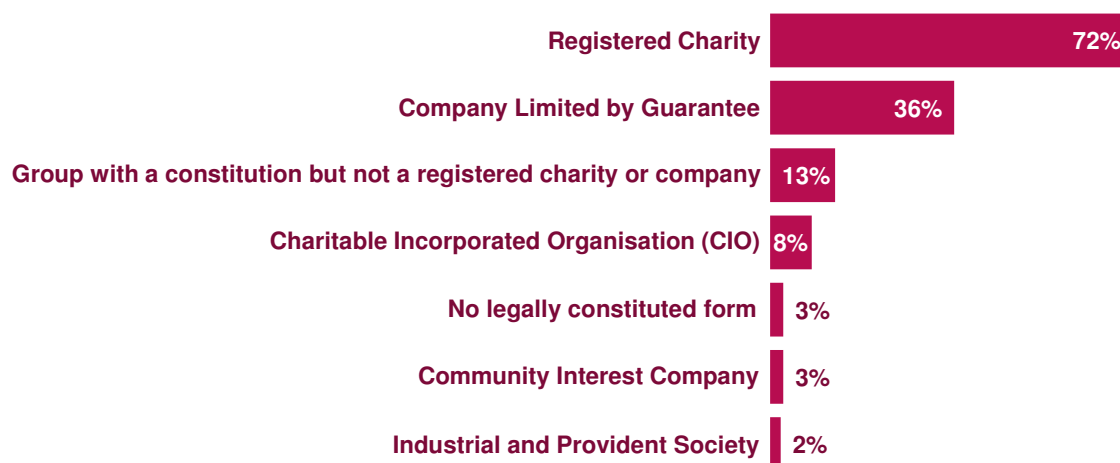 Registered Charity 72%
Company Limited by Guarantee 36%
Group with a constitution but not a registered charity or company 13%
Charitable Incorporated Organisation (CIO) 8%
No legally constituted form 3%
Community Interest Company 3%
Industrial and Provident Society 2%